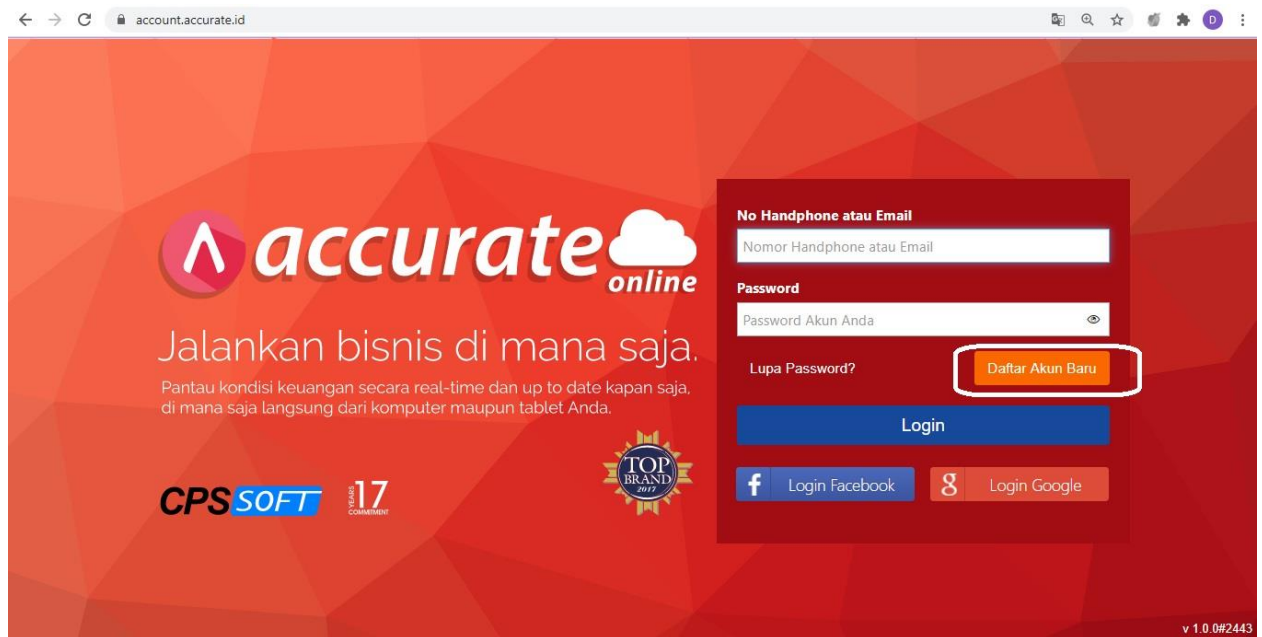 account.accurate.id
D
accurate
online
Jalankan bisnis di mana saja.
Pantau kondisi keuangan secara real-time dan up to date kapan saja,
di mana saja langsung dari komputer maupun tablet Anda.
CPSSOFT
17 YEARS COMMITMENT
TOP
BRAND
2017
No Handphone atau Email
Nomor Handphone atau Email
Password
Password Akun Anda
Lupa Password?
Daftar Akun Baru
Login
f Login Facebook
g Login Google
v 1.0.0#2443